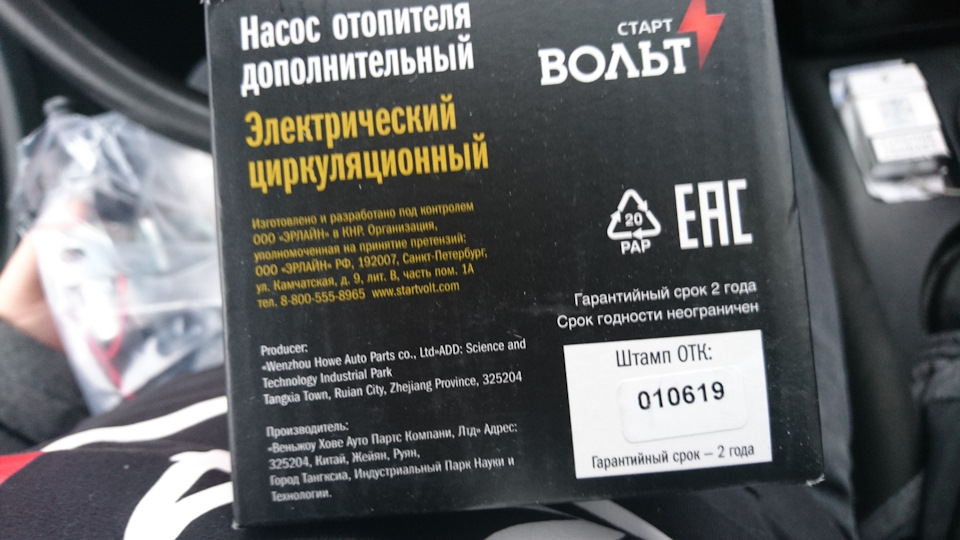 Насос отопителя
дополнительный
СТАРТ
ВОЛЬТ
Электрический
циркуляционный
Изготовлено и разработано под контролем
ООО «ЭРЛАЙН» в КНР. Организация,
уполномоченная на принятие претензий:
ООО «ЭРЛАЙН» РФ, 192007, Санкт-Петербург,
ул. Камчатская, д. 9, лит. В, часть пом. 1А
тел. 8-800-555-8965 www.startvolt.com
20
PAP
EAC
Гарантийный срок 2 года
Срок годности неограничен
Producer:
«Wenzhou Howe Auto Parts co., Ltd»ADD: Science and
Technology Industrial Park
Tangxia Town, Ruian City, Zhejiang Province, 325204
Производитель:
«Веньжоу Хове Ауто Партс Компани, Лтд» Адрес:
325204, Китай, Жейян, Руян,
Город Тангксиа, Индустриальный Парк Науки и
Технологии.
Штамп ОТК:
010619
Гарантийный срок – 2 года